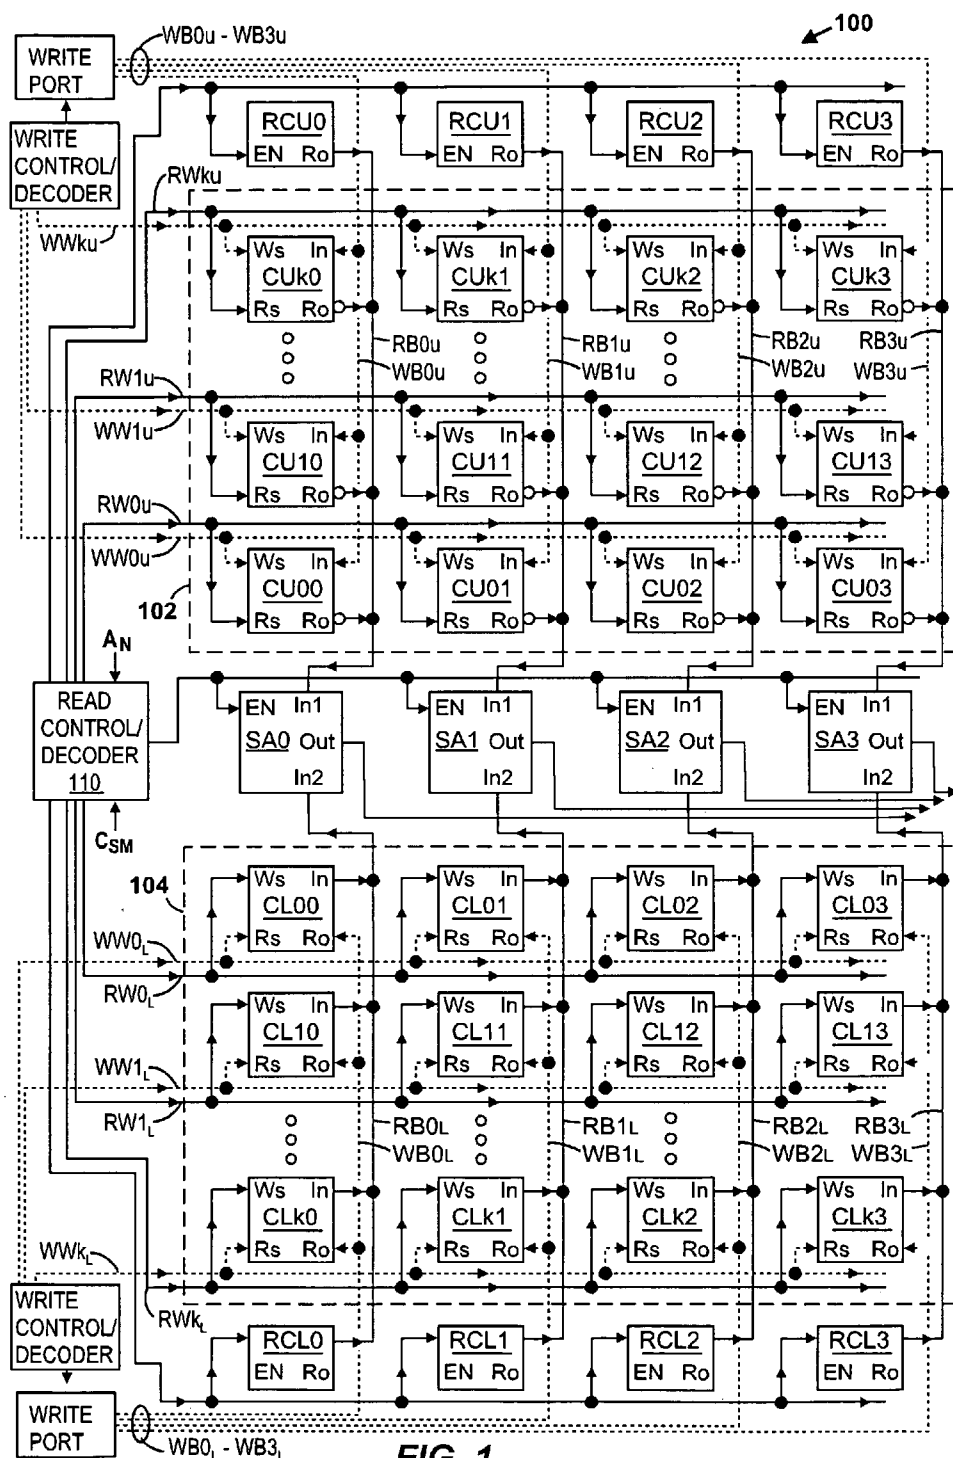 WB0u - WB3u
100
WRITE PORT
WRITE CONTROL/ DECODER
RCU0 RCU1 RCU2 RCU3
EN Ro EN Ro EN Ro EN Ro
RWku
WWku
Ws In Ws In Ws In Ws In
CUk0 CUk1 CUk2 CUk3
Rs Ro Rs Ro Rs Ro Rs Ro
RB0u RB1u RB2u RB3u
WB0u WB1u WB2u WB3u
RW1u
WW1u
Ws In Ws In Ws In Ws In
CU10 CU11 CU12 CU13
Rs Ro Rs Ro Rs Ro Rs Ro
RW0u
WW0u
Ws In Ws In Ws In Ws In
CU00 CU01 CU02 CU03
Rs Ro Rs Ro Rs Ro Rs Ro
102
AN
READ CONTROL/ DECODER 110
CSM
EN In1 EN In1 EN In1 EN In1
SA0 Out SA1 Out SA2 Out SA3 Out
In2 In2 In2 In2
104
Ws In Ws In Ws In Ws In
CL00 CL01 CL02 CL03
Rs Ro Rs Ro Rs Ro Rs Ro
WW0L
RW0L
Ws In Ws In Ws In Ws In
CL10 CL11 CL12 CL13
Rs Ro Rs Ro Rs Ro Rs Ro
WW1L
RW1L
RB0L RB1L RB2L RB3L
WB0L WB1L WB2L WB3L
Ws In Ws In Ws In Ws In
CLk0 CLk1 CLk2 CLk3
Rs Ro Rs Ro Rs Ro Rs Ro
WWkL
RWkL
WRITE CONTROL/ DECODER
RCL0 RCL1 RCL2 RCL3
EN Ro EN Ro EN Ro EN Ro
WRITE PORT
WB0L - WB3L
FIG. 1